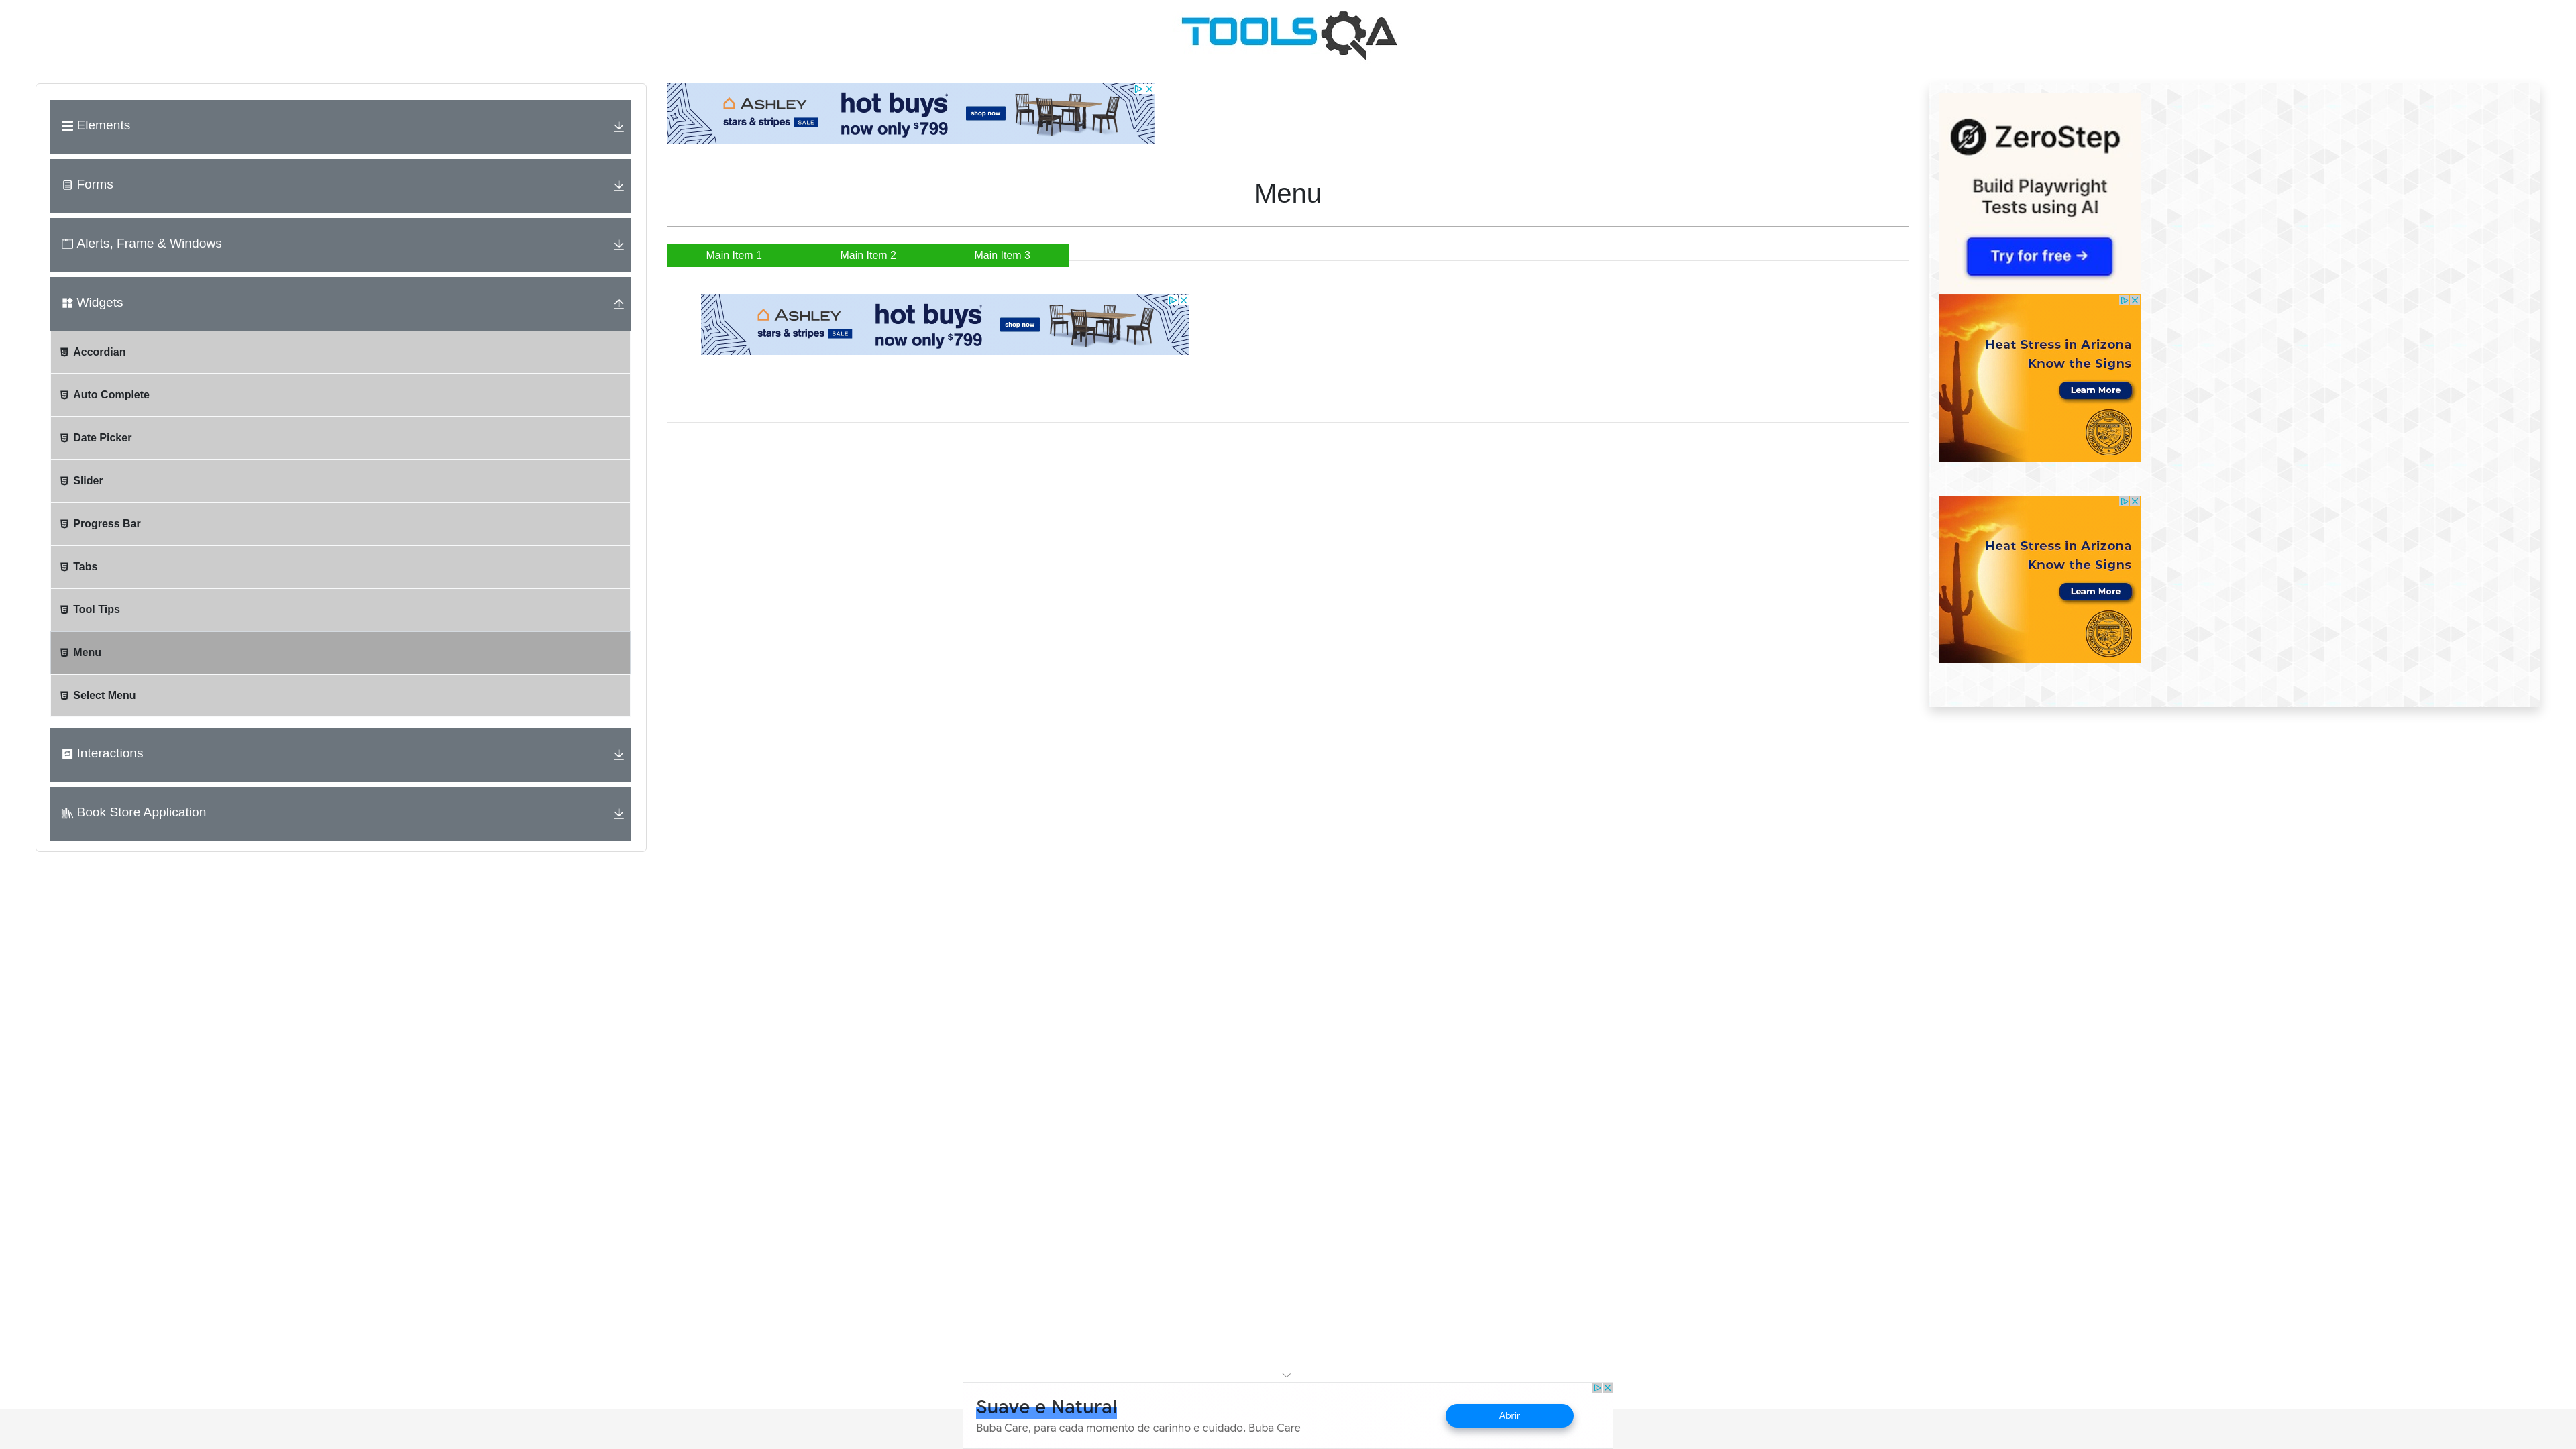 TOOLSQA
Elements
Forms
Alerts, Frame & Windows
Widgets
Accordian
Auto Complete
Date Picker
Slider
Progress Bar
Tabs
Tool Tips
Menu
Select Menu
Interactions
Book Store Application
ASHLEY
stars & stripes SALE
hot buys
now only $799
shop now
Menu
Main Item 1 Main Item 2 Main Item 3
ASHLEY
stars & stripes SALE
hot buys
now only $799
shop now
ZeroStep
Build Playwright
Tests using AI
Try for free →
Heat Stress in Arizona
Know the Signs
Learn More
Heat Stress in Arizona
Know the Signs
Learn More
Suave e Natural
Buba Care, para cada momento de carinho e cuidado. Buba Care
Abrir